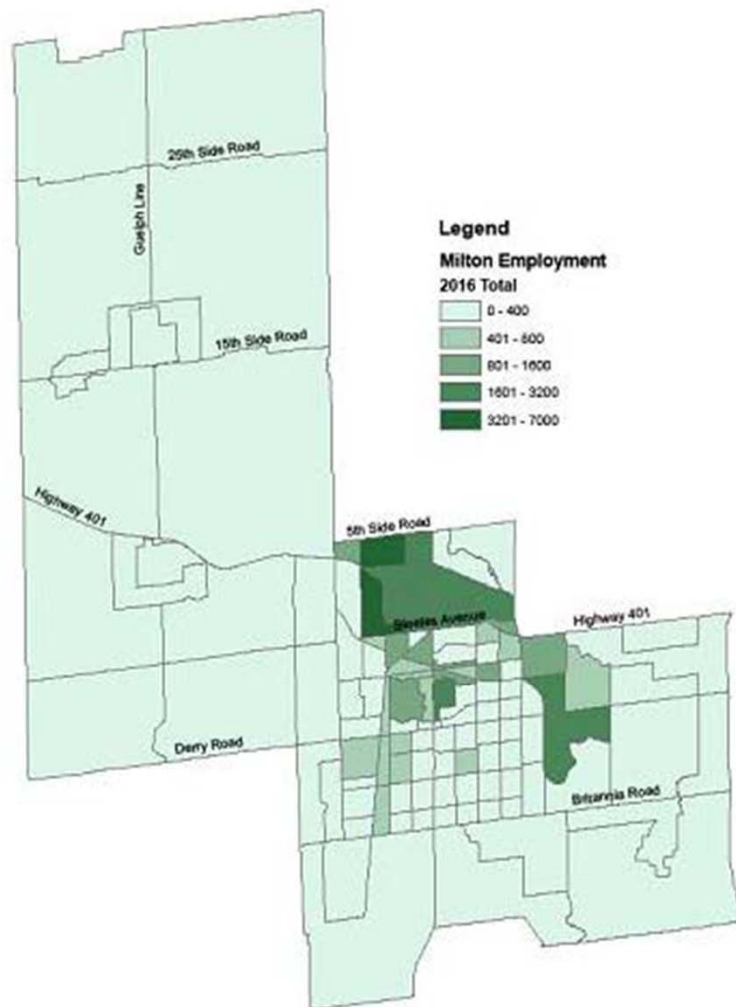 25th Side Road
Guelph Line
15th Side Road
Legend
Milton Employment
2016 Total
0 - 400
401 - 800
801 - 1600
1601 - 3200
3201 - 7000
Highway 401
5th Side Road
Steeles Avenue
Highway 401
Derry Road
Britannia Road